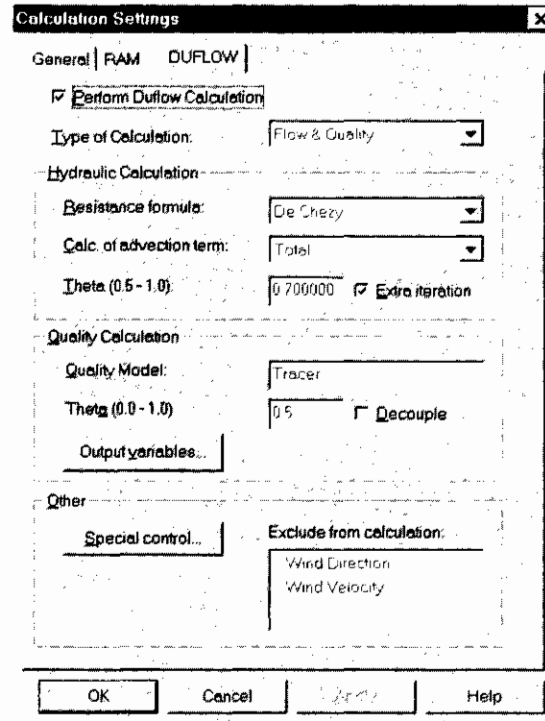 Calculation Settings
General RAM DUFLOW
Perform Duflow Calculation
Type of Calculation: Flow & Quality
Hydraulic Calculation
Resistance formula: De Chezy
Calc. of advection term: Total
Theta (0.5 - 1.0) 0.700000 Extra iteration
Quality Calculation
Quality Model: Tracer
Theta (0.0 - 1.0) 0.5 Decouple
Output variables...
Other
Special control... Exclude from calculation:
Wind Direction
Wind Velocity
OK Cancel Help